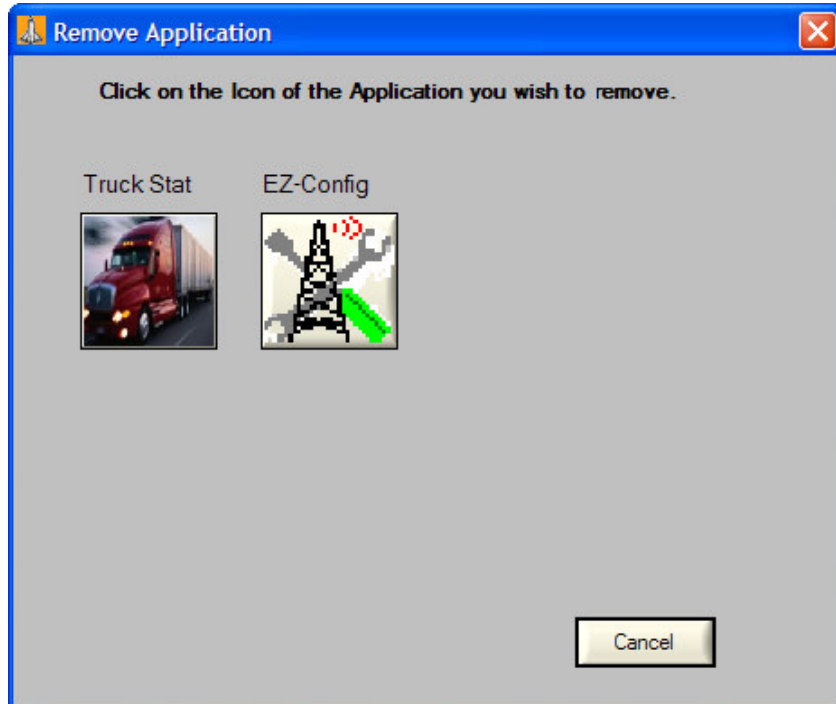 Remove Application
Click on the Icon of the Application you wish to remove.
Truck Stat EZ-Config
Cancel